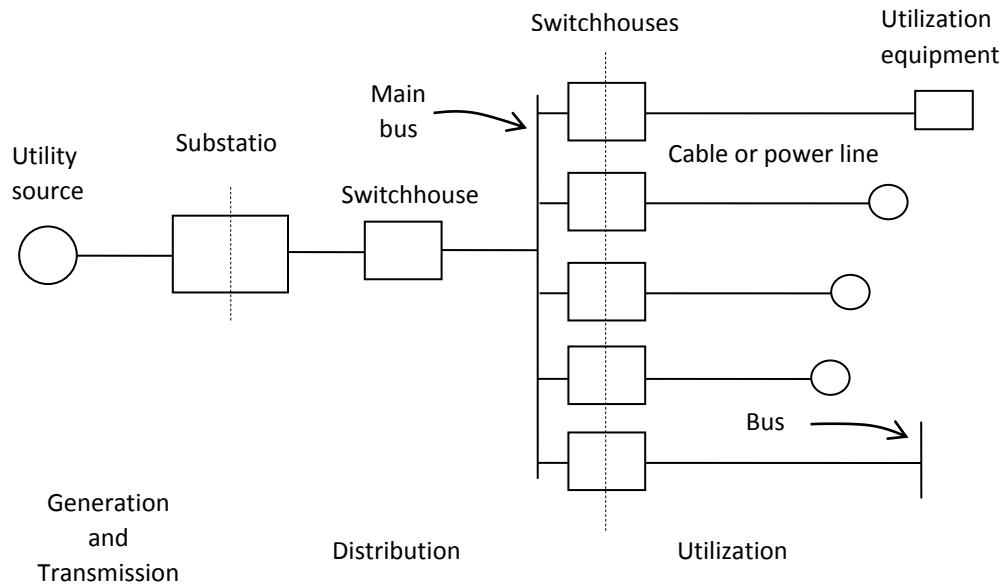 Switchhouses
Utilization
equipment
Main
bus
Substatio
Utility
source
Switchhouse
Cable or power line
Bus
Generation
and
Transmission
Distribution
Utilization